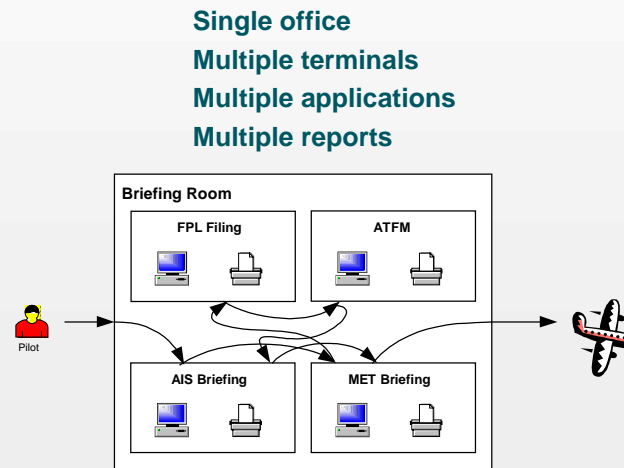 Single office
Multiple terminals
Multiple applications
Multiple reports
Briefing Room
FPL Filing
ATFM
Pilot
AIS Briefing
MET Briefing